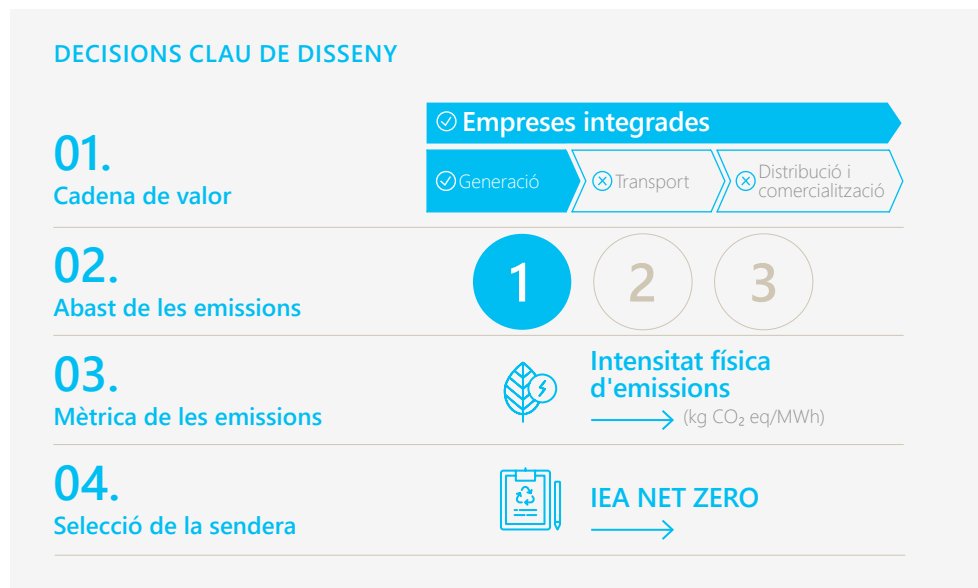 DECISIONS CLAU DE DISSENY
01.
Cadena de valor
Empreses integrades
Generació
Transport
Distribució i
comercialització
02.
Abast de les emissions
1
2
3
03.
Mètrica de les emissions
Intensitat física
d'emissions
(kg CO₂ eq/MWh)
04.
Selecció de la sendera
IEA NET ZERO